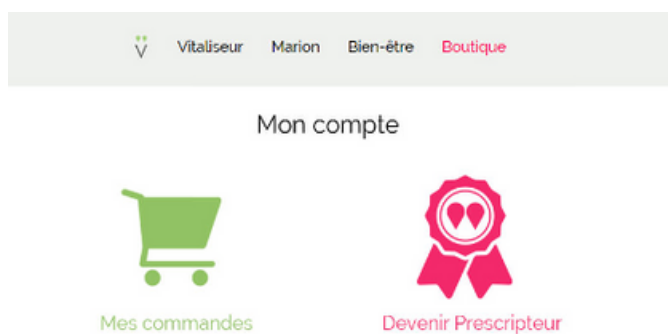 Vitaliseur Marion Bien-être Boutique
Mon compte
Mes commandes Devenir Prescripteur